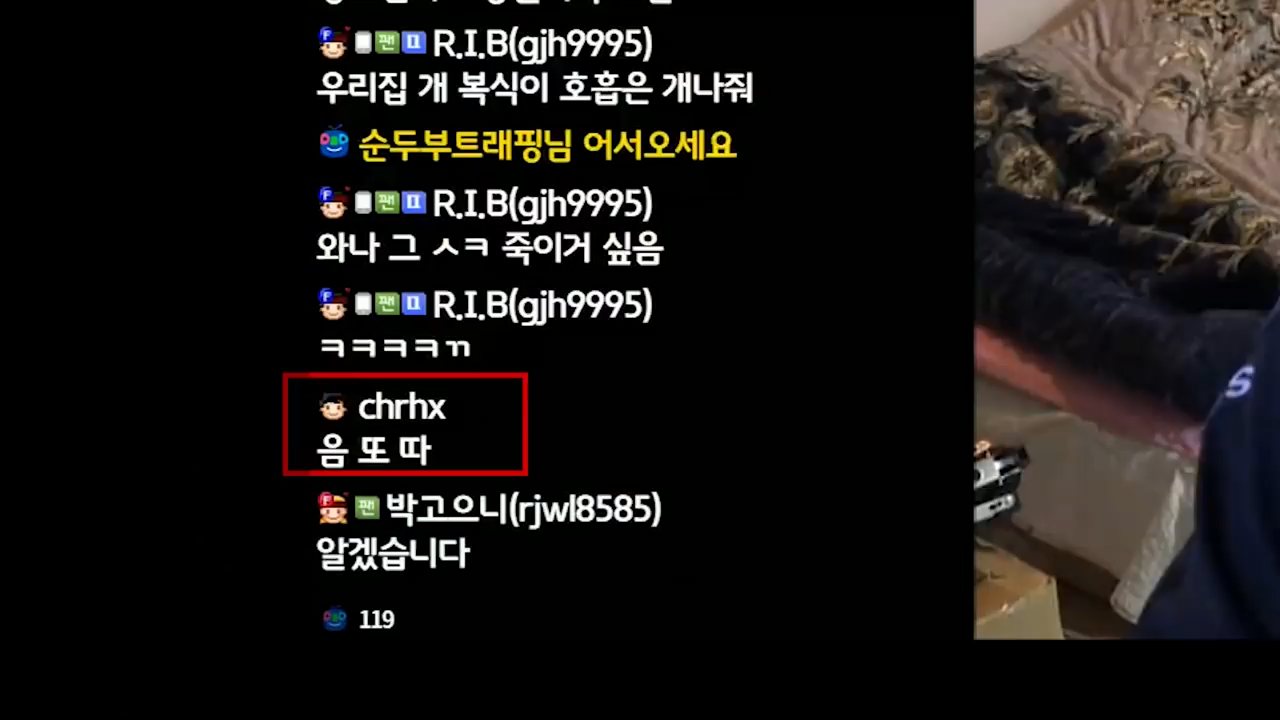 R.I.B(gjh9995)
우리집 개 복식이 호흡은 개나줘
순두부트래핑님 어서오세요
R.I.B(gjh9995)
와나 그 ㅅㅋ 죽이거 싶음
R.I.B(gjh9995)
ㅋㅋㅋㅋㄲ
chrhx
음 또 따
박고으니(rjwl8585)
알겠습니다
119
S